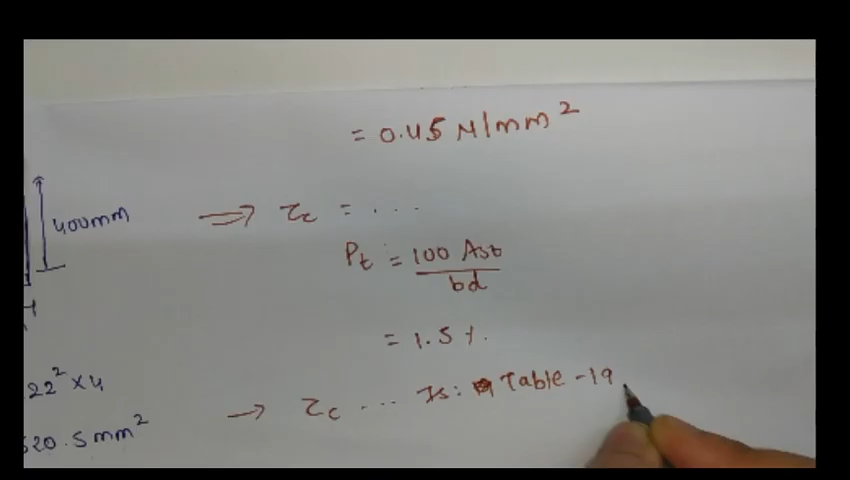 = 0.45 N/mm²
400mm
⇒ τc = ...
Pt = 100 Ast / bd
= 1.5 %.
22² × 4
→ τc ... Is: Table - 19
520.5 mm²